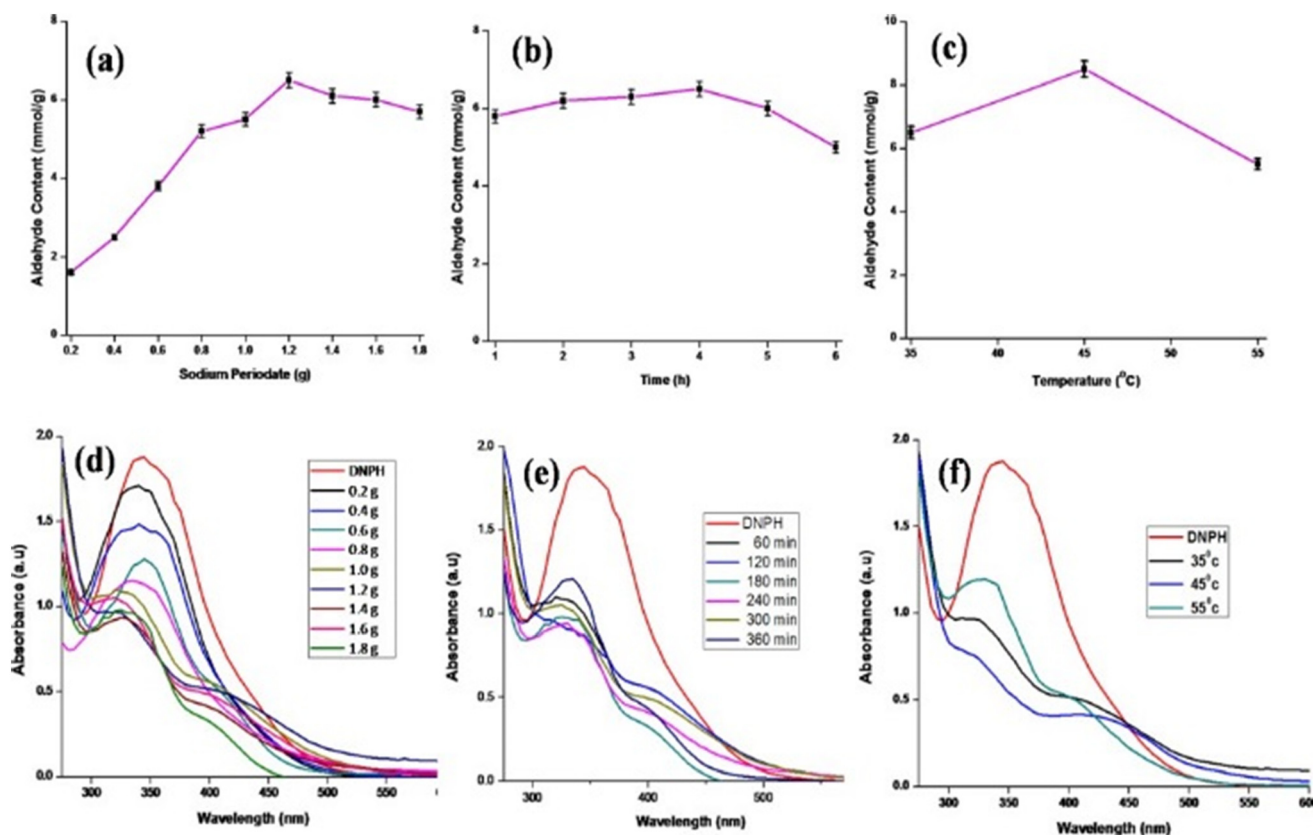 (a)
Aldehyde Content (mmol/g)
8
6
4
2
0
0.2 0.4 0.6 0.8 1.0 1.2 1.4 1.6 1.8
Sodium Periodate (g)
(b)
Aldehyde Content (mmol/g)
8
6
4
2
0
1 2 3 4 5 6
Time (h)
(c)
Aldehyde Content (mmol/g)
10
8
6
4
2
0
35 40 45 50 55
Temperature (⁰C)
(d)
Absorbance (a.u)
2.0
1.5
1.0
0.5
0.0
300 350 400 450 500 550
Wavelength (nm)
DNPH
0.2 g
0.4 g
0.6 g
0.8 g
1.0 g
1.2 g
1.4 g
1.6 g
1.8 g
(e)
Absorbance (a.u)
2.0
1.5
1.0
0.5
0.0
300 400 500
Wavelength (nm)
DNPH
60 min
120 min
180 min
240 min
300 min
360 min
(f)
Absorbance (a.u)
2.0
1.5
1.0
0.5
0.0
300 350 400 450 500 550 600
Wavelength (nm)
DNPH
35⁰c
45⁰c
55⁰c